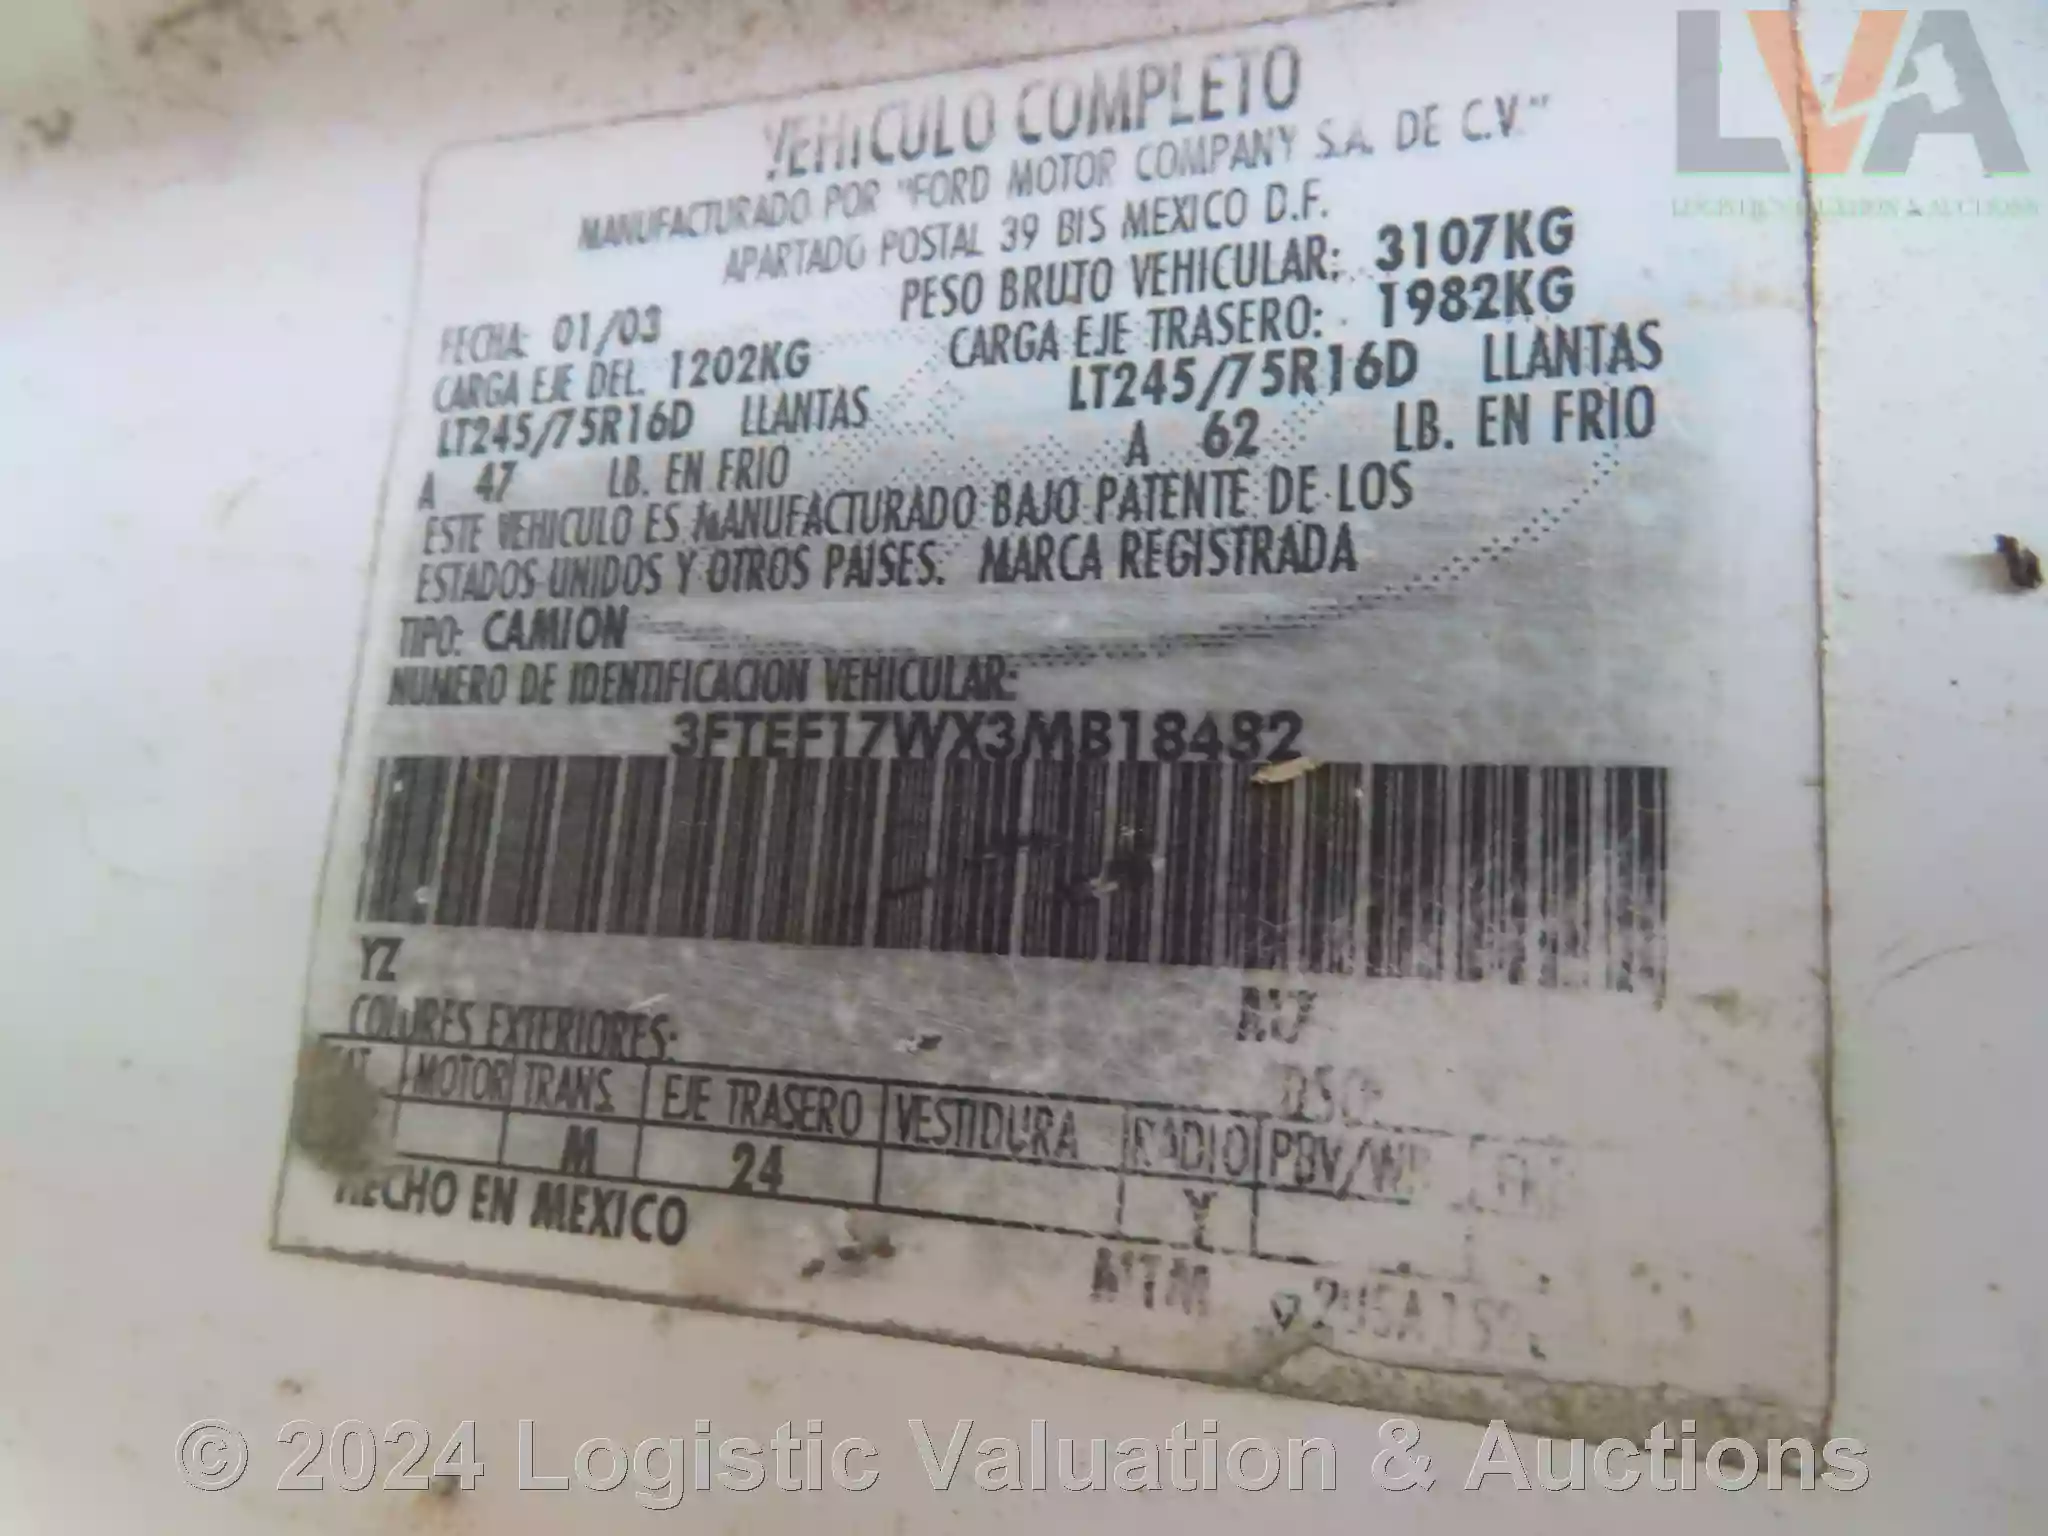 LVA
LOGISTIC VALUATION & AUCTIONS
VEHICULO COMPLETO
MANUFACTURADO POR "FORD MOTOR COMPANY S.A. DE C.V."
APARTADO POSTAL 39 BIS MEXICO D.F.
FECHA: 01/03 PESO BRUTO VEHICULAR: 3107KG
CARGA EJE DEL. 1202KG CARGA EJE TRASERO: 1982KG
LT245/75R16D LLANTAS LT245/75R16D LLANTAS
A 47 LB. EN FRIO A 62 LB. EN FRIO
ESTE VEHICULO ES MANUFACTURADO BAJO PATENTE DE LOS
ESTADOS UNIDOS Y OTROS PAISES. MARCA REGISTRADA
TIPO: CAMION
NUMERO DE IDENTIFICACION VEHICULAR:
3FTEF17WX3MB18482
YZ
COLORES EXTERIORES:
MOTOR TRANS EJE TRASERO VESTIDURA RADIO
M 24 Y
HECHO EN MEXICO
© 2024 Logistic Valuation & Auctions